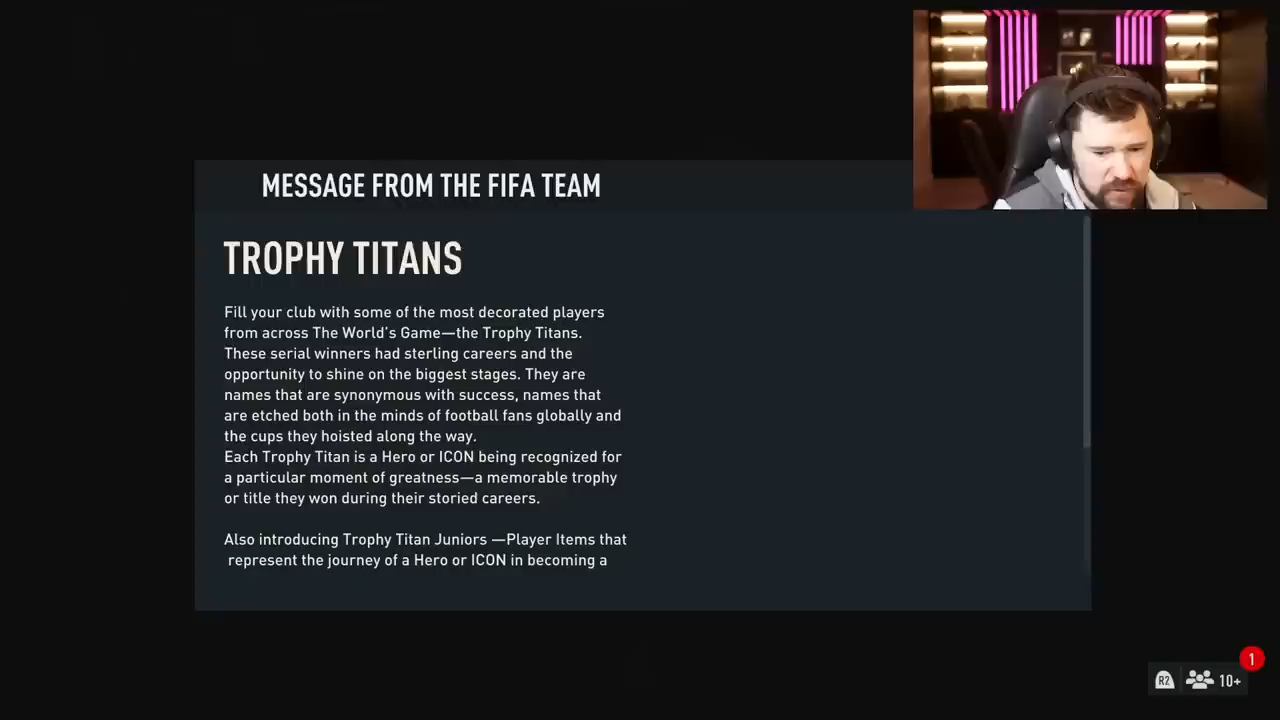 MESSAGE FROM THE FIFA TEAM
TROPHY TITANS
Fill your club with some of the most decorated players
from across The World's Game—the Trophy Titans.
These serial winners had sterling careers and the
opportunity to shine on the biggest stages. They are
names that are synonymous with success, names that
are etched both in the minds of football fans globally and
the cups they hoisted along the way.
Each Trophy Titan is a Hero or ICON being recognized for
a particular moment of greatness—a memorable trophy
or title they won during their storied careers.
Also introducing Trophy Titan Juniors —Player Items that
represent the journey of a Hero or ICON in becoming a
1
R2 10+